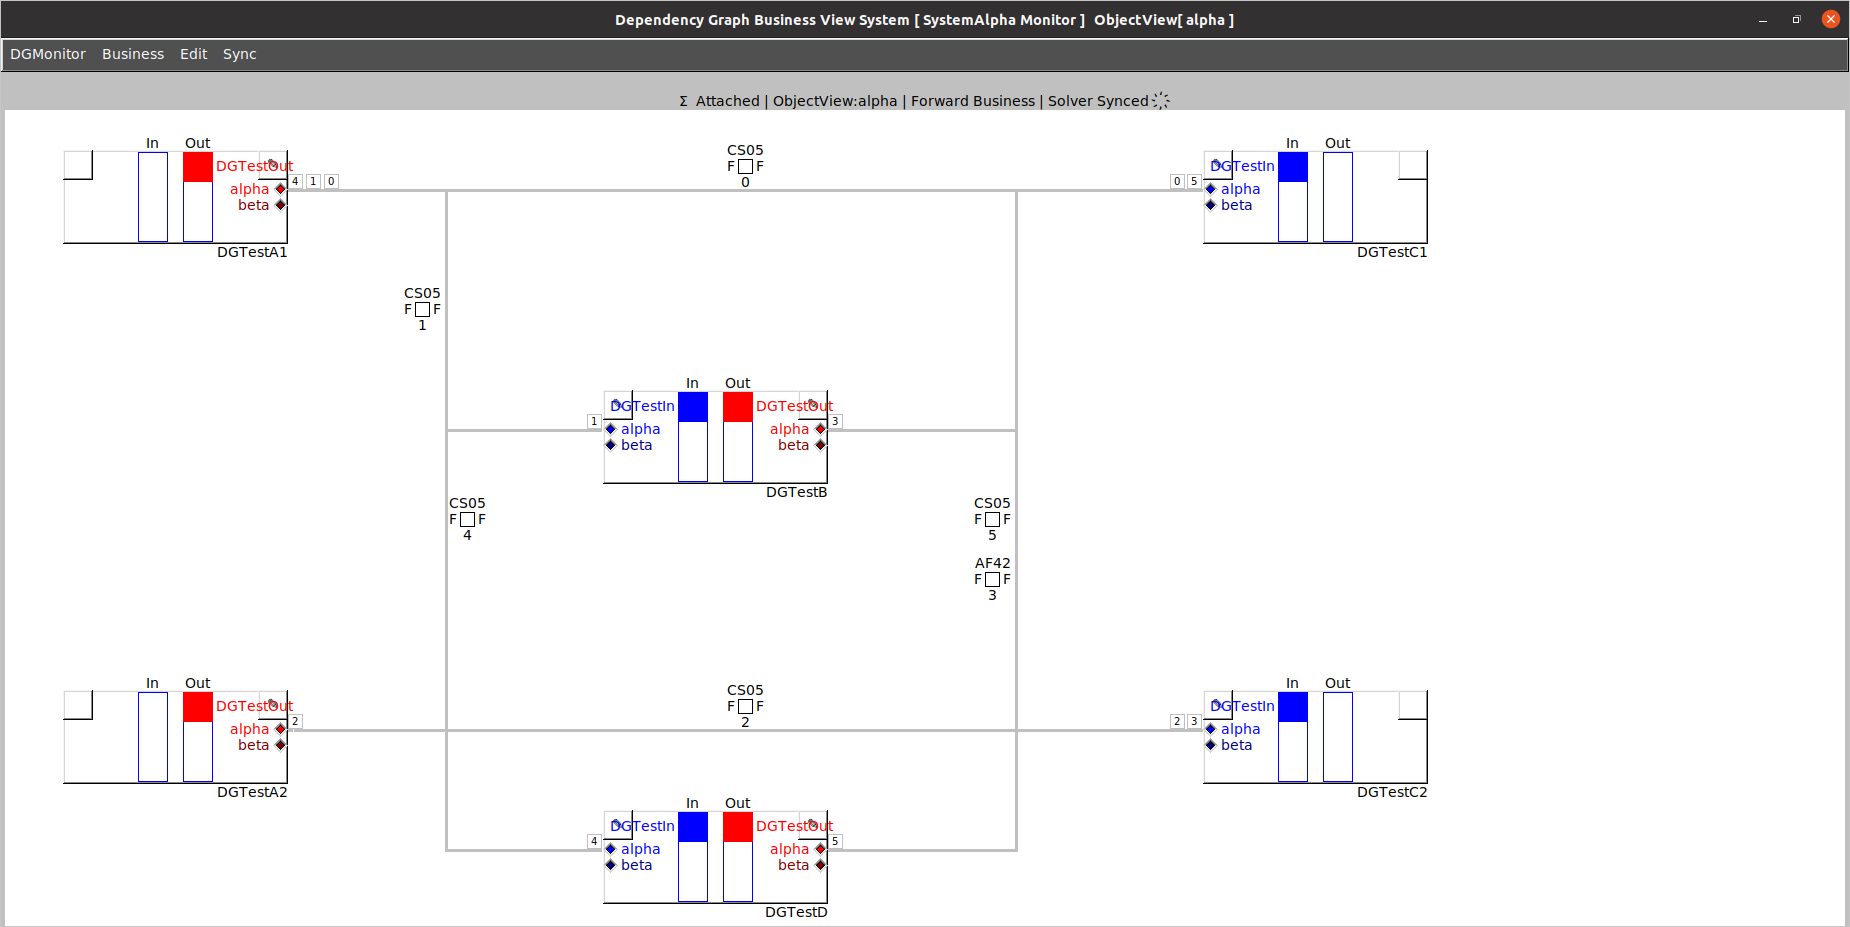 Dependency Graph Business View System [ SystemAlpha Monitor ]  ObjectView[ alpha ]
DGMonitor Business Edit Sync
Σ Attached | ObjectView:alpha | Forward Business | Solver Synced
In Out
DGTestOut
alpha
beta
4 1 0
DGTestA1
CS05
F F
0
In Out
0 5
DGTestIn
alpha
beta
DGTestC1
CS05
F F
1
In Out
1
DGTestIn
alpha
beta
DGTestOut
alpha
beta
3
DGTestB
CS05
F F
4
CS05
F F
5
AF42
F F
3
In Out
DGTestOut
alpha
beta
2
DGTestA2
CS05
F F
2
In Out
2 3
DGTestIn
alpha
beta
DGTestC2
In Out
4
DGTestIn
alpha
beta
DGTestOut
alpha
beta
5
DGTestD